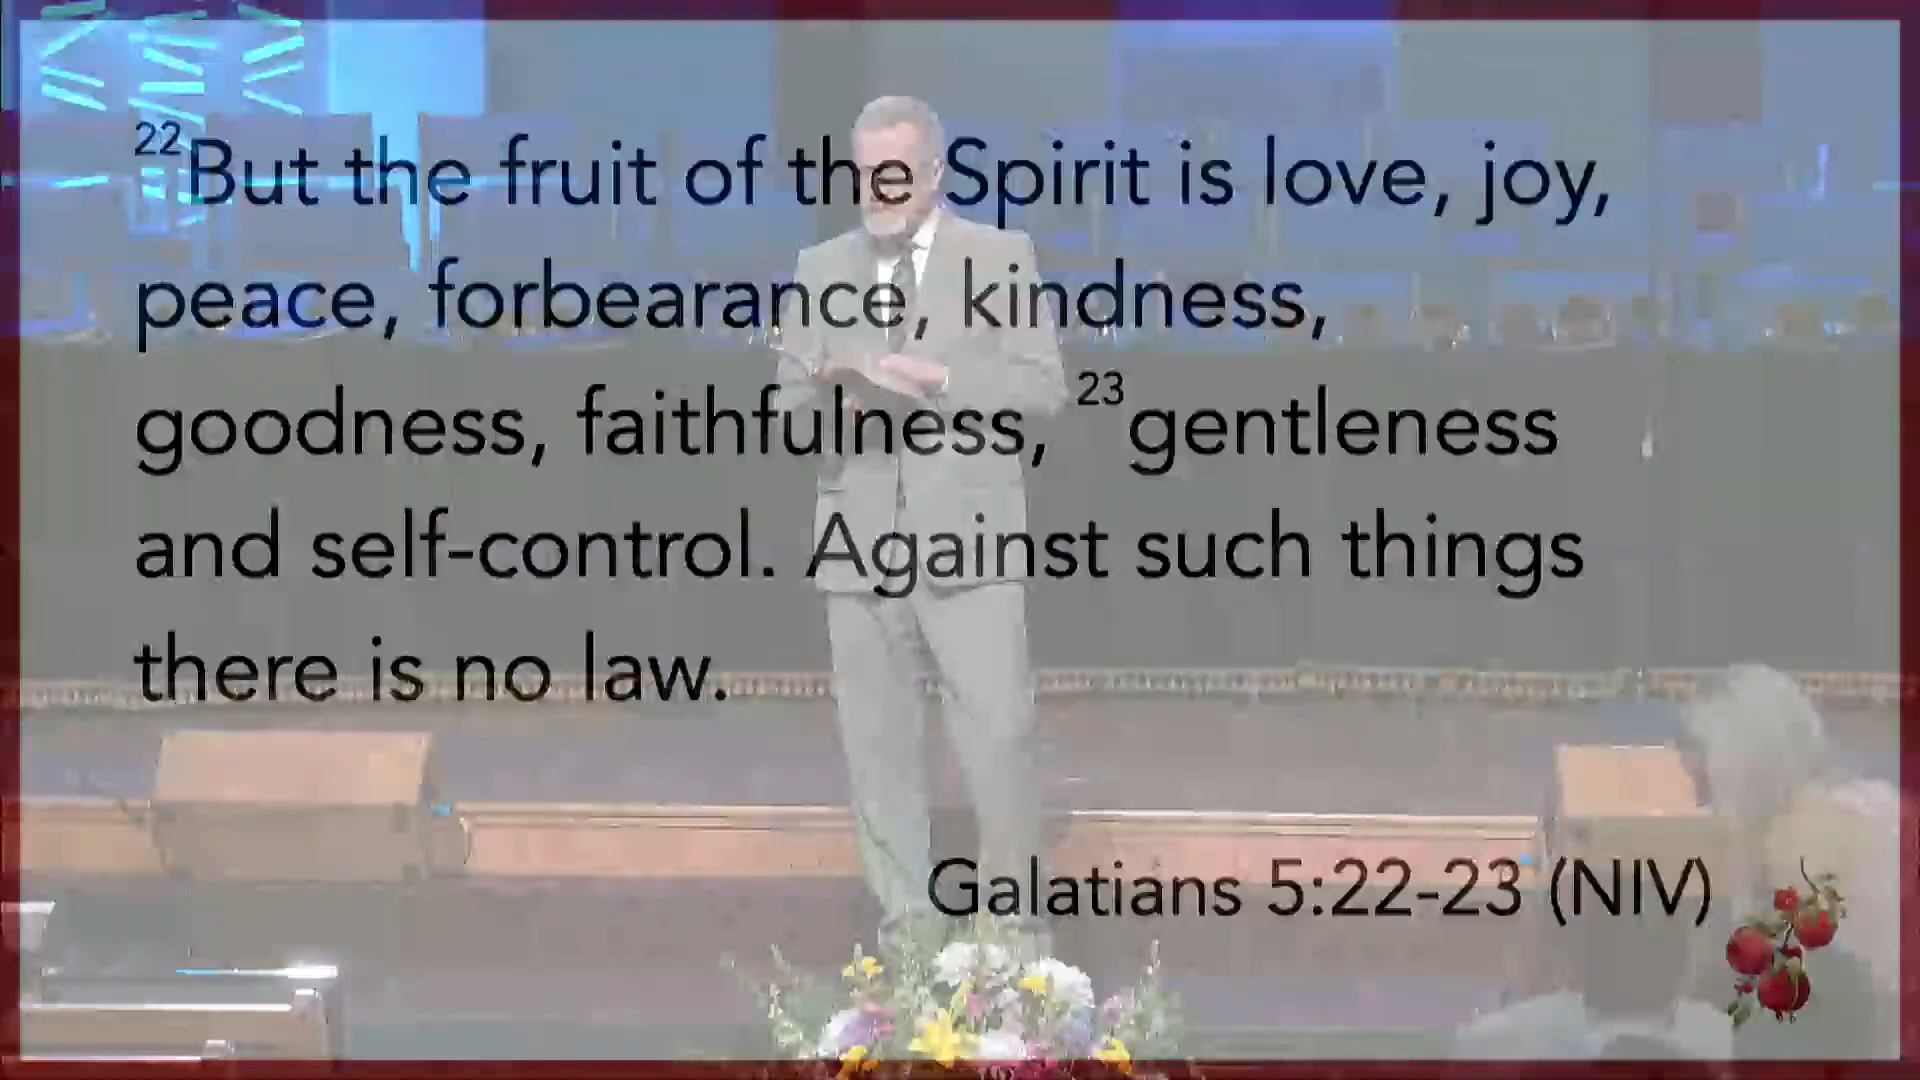 22But the fruit of the Spirit is love, joy,
peace, forbearance, kindness,
goodness, faithfulness, 23gentleness
and self-control. Against such things
there is no law.
Galatians 5:22-23 (NIV)